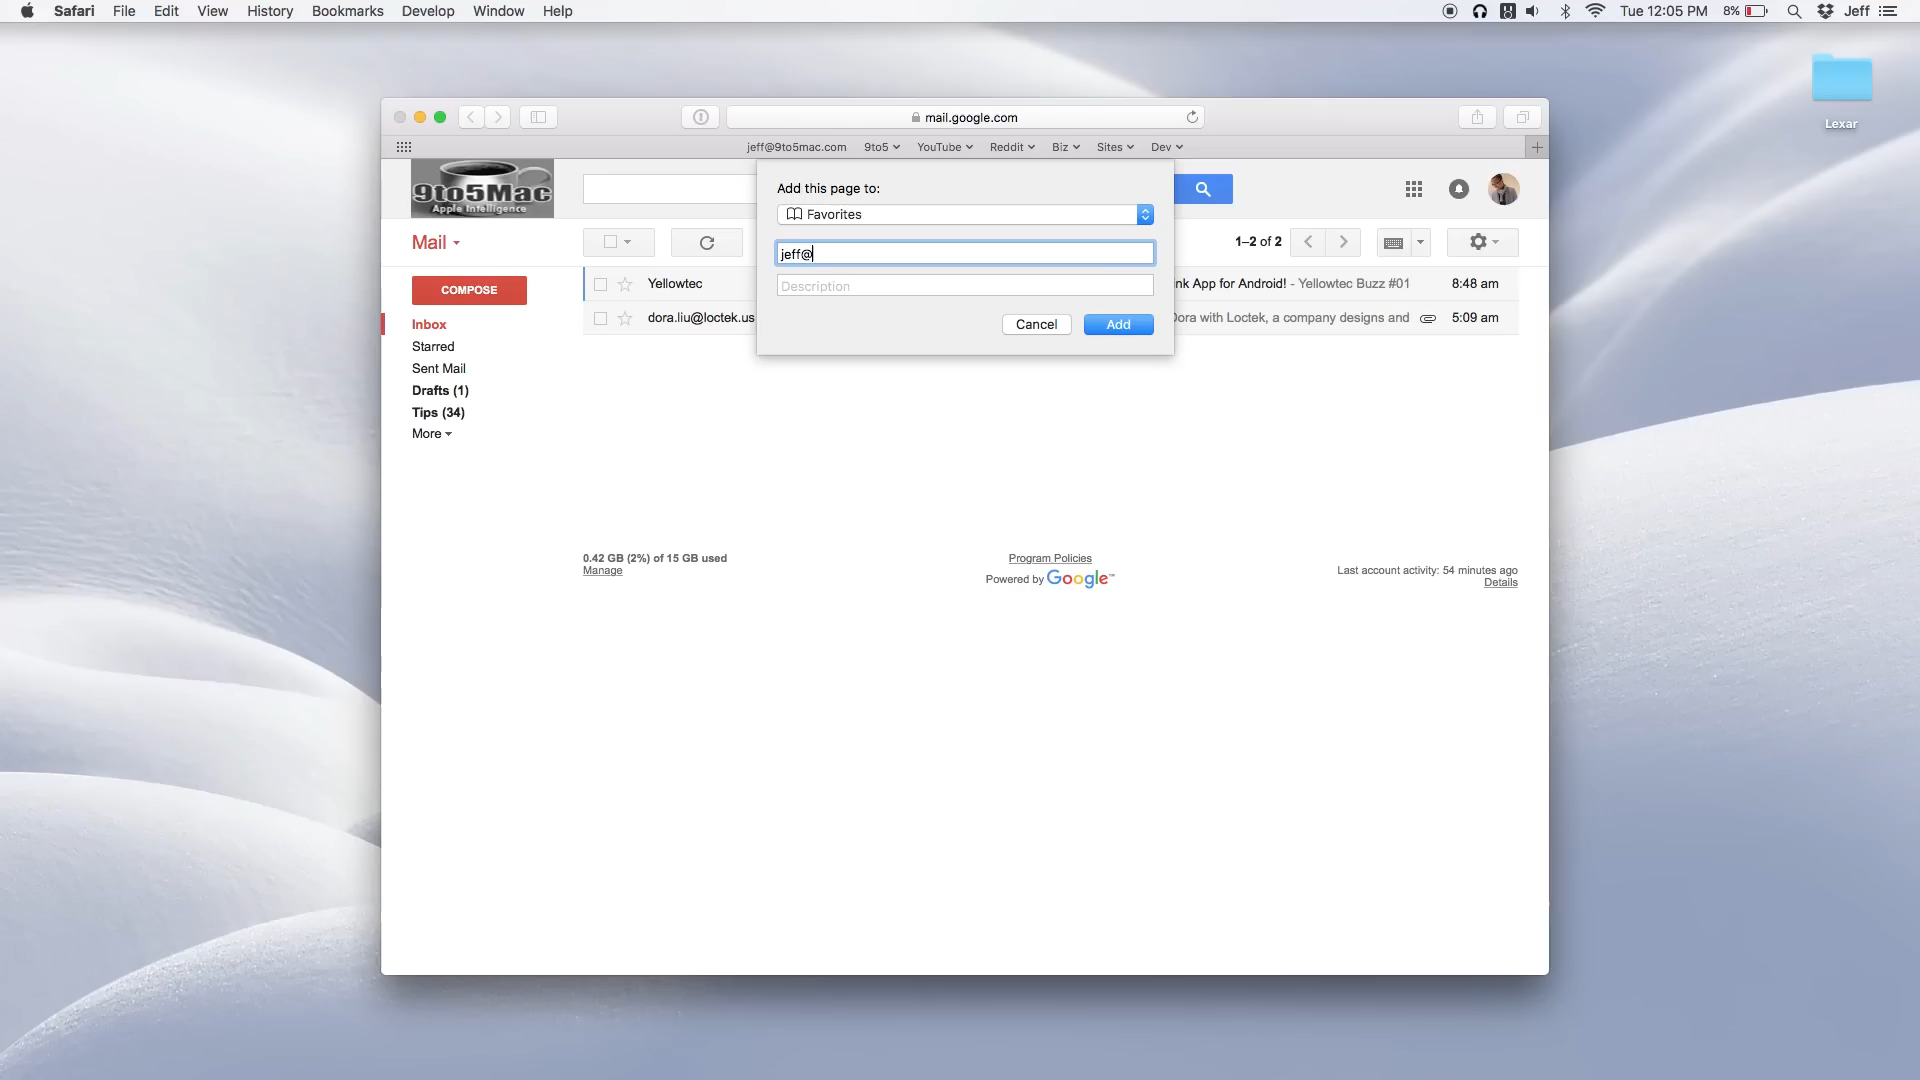 Safari File Edit View History Bookmarks Develop Window Help Tue 12:05 PM 8% Jeff
Lexar
mail.google.com
jeff@9to5mac.com 9to5 YouTube Reddit Biz Sites Dev
9to5Mac
Apple Intelligence
Add this page to:
Favorites
jeff@
Description
Cancel Add
Mail
1–2 of 2
COMPOSE
Inbox
Starred
Sent Mail
Drafts (1)
Tips (34)
More
Yellowtec nk App for Android! - Yellowtec Buzz #01 8:48 am
dora.liu@loctek.us Dora with Loctek, a company designs and 5:09 am
0.42 GB (2%) of 15 GB used
Manage
Program Policies
Powered by Google™
Last account activity: 54 minutes ago
Details